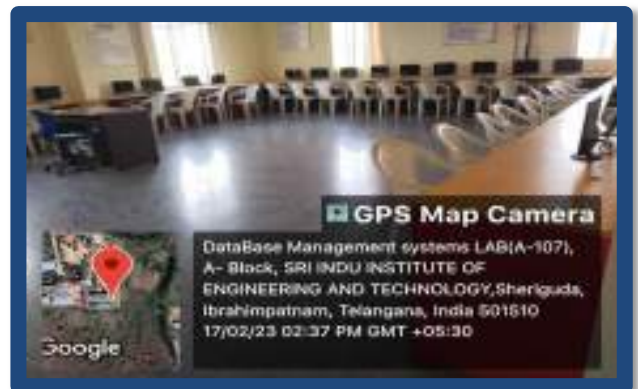 GPS Map Camera
DataBase Management systems LAB(A-107),
A- Block, SRI INDU INSTITUTE OF
ENGINEERING AND TECHNOLOGY,Sheriguda,
Ibrahimpatnam, Telangana, India 501510
17/02/23 02:37 PM GMT +05:30
Google